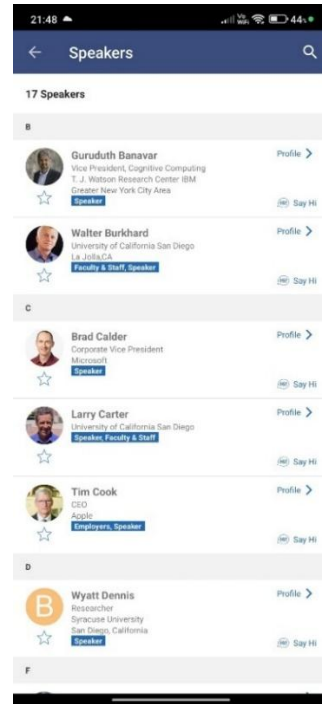 21:48
44%
Speakers
17 Speakers
B
Guruduth Banavar
Profile
Vice President, Cognitive Computing
T. J. Watson Research Center IBM
Greater New York City Area
Speaker
Say Hi
Walter Burkhard
Profile
University of California San Diego
La Jolla,CA
Faculty & Staff, Speaker
Say Hi
C
Brad Calder
Profile
Corporate Vice President
Microsoft
Speaker
Say Hi
Larry Carter
Profile
University of California San Diego
Speaker, Faculty & Staff
Say Hi
Tim Cook
Profile
CEO
Apple
Employers, Speaker
Say Hi
D
B
Wyatt Dennis
Profile
Researcher
Syracuse University
San Diego, California
Speaker
Say Hi
F